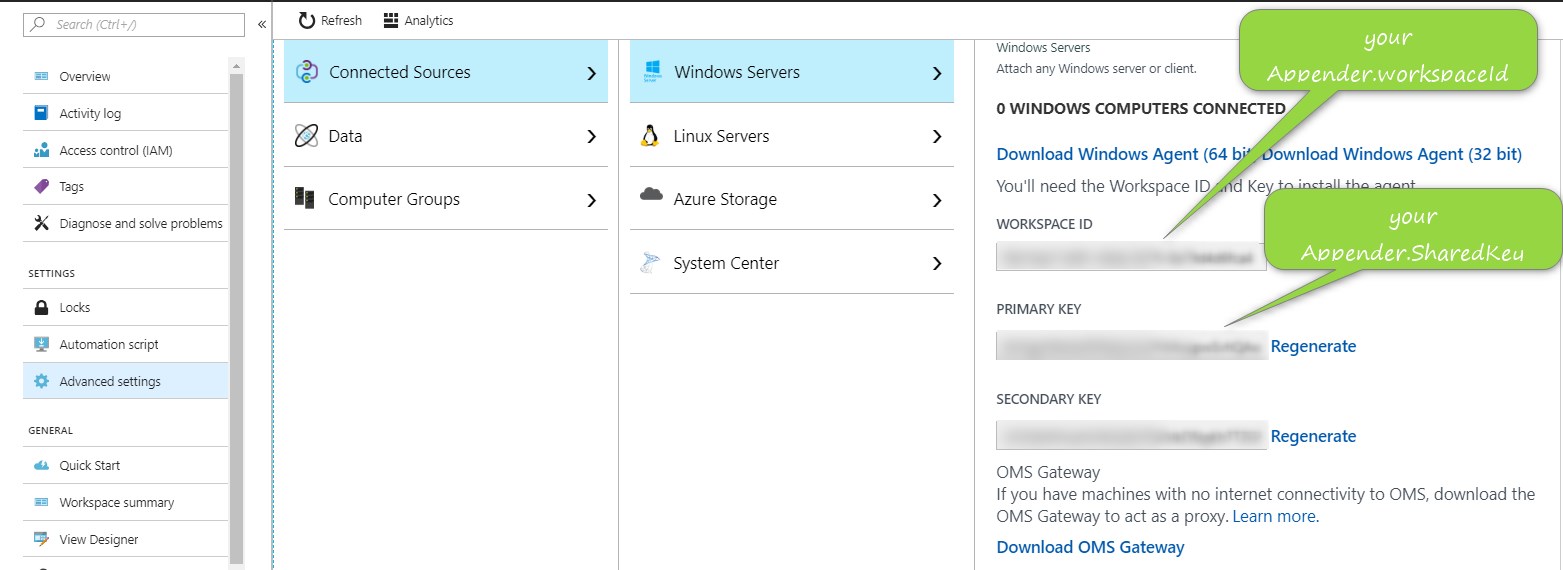 Search (Ctrl+/)
«
Overview
Activity log
Access control (IAM)
Tags
Diagnose and solve problems
SETTINGS
Locks
Automation script
Advanced settings
GENERAL
Quick Start
Workspace summary
View Designer
Refresh
Analytics
Connected Sources
Data
Computer Groups
Windows Servers
Linux Servers
Azure Storage
System Center
Windows Servers
Attach any Windows server or client.
0 WINDOWS COMPUTERS CONNECTED
Download Windows Agent (64 bit) Download Windows Agent (32 bit)
You'll need the Workspace ID and Key to install the agent
WORKSPACE ID
PRIMARY KEY
Regenerate
SECONDARY KEY
Regenerate
OMS Gateway
If you have machines with no internet connectivity to OMS, download the
OMS Gateway to act as a proxy. Learn more.
Download OMS Gateway
your
Appender.workspaceId
your
Appender.SharedKey